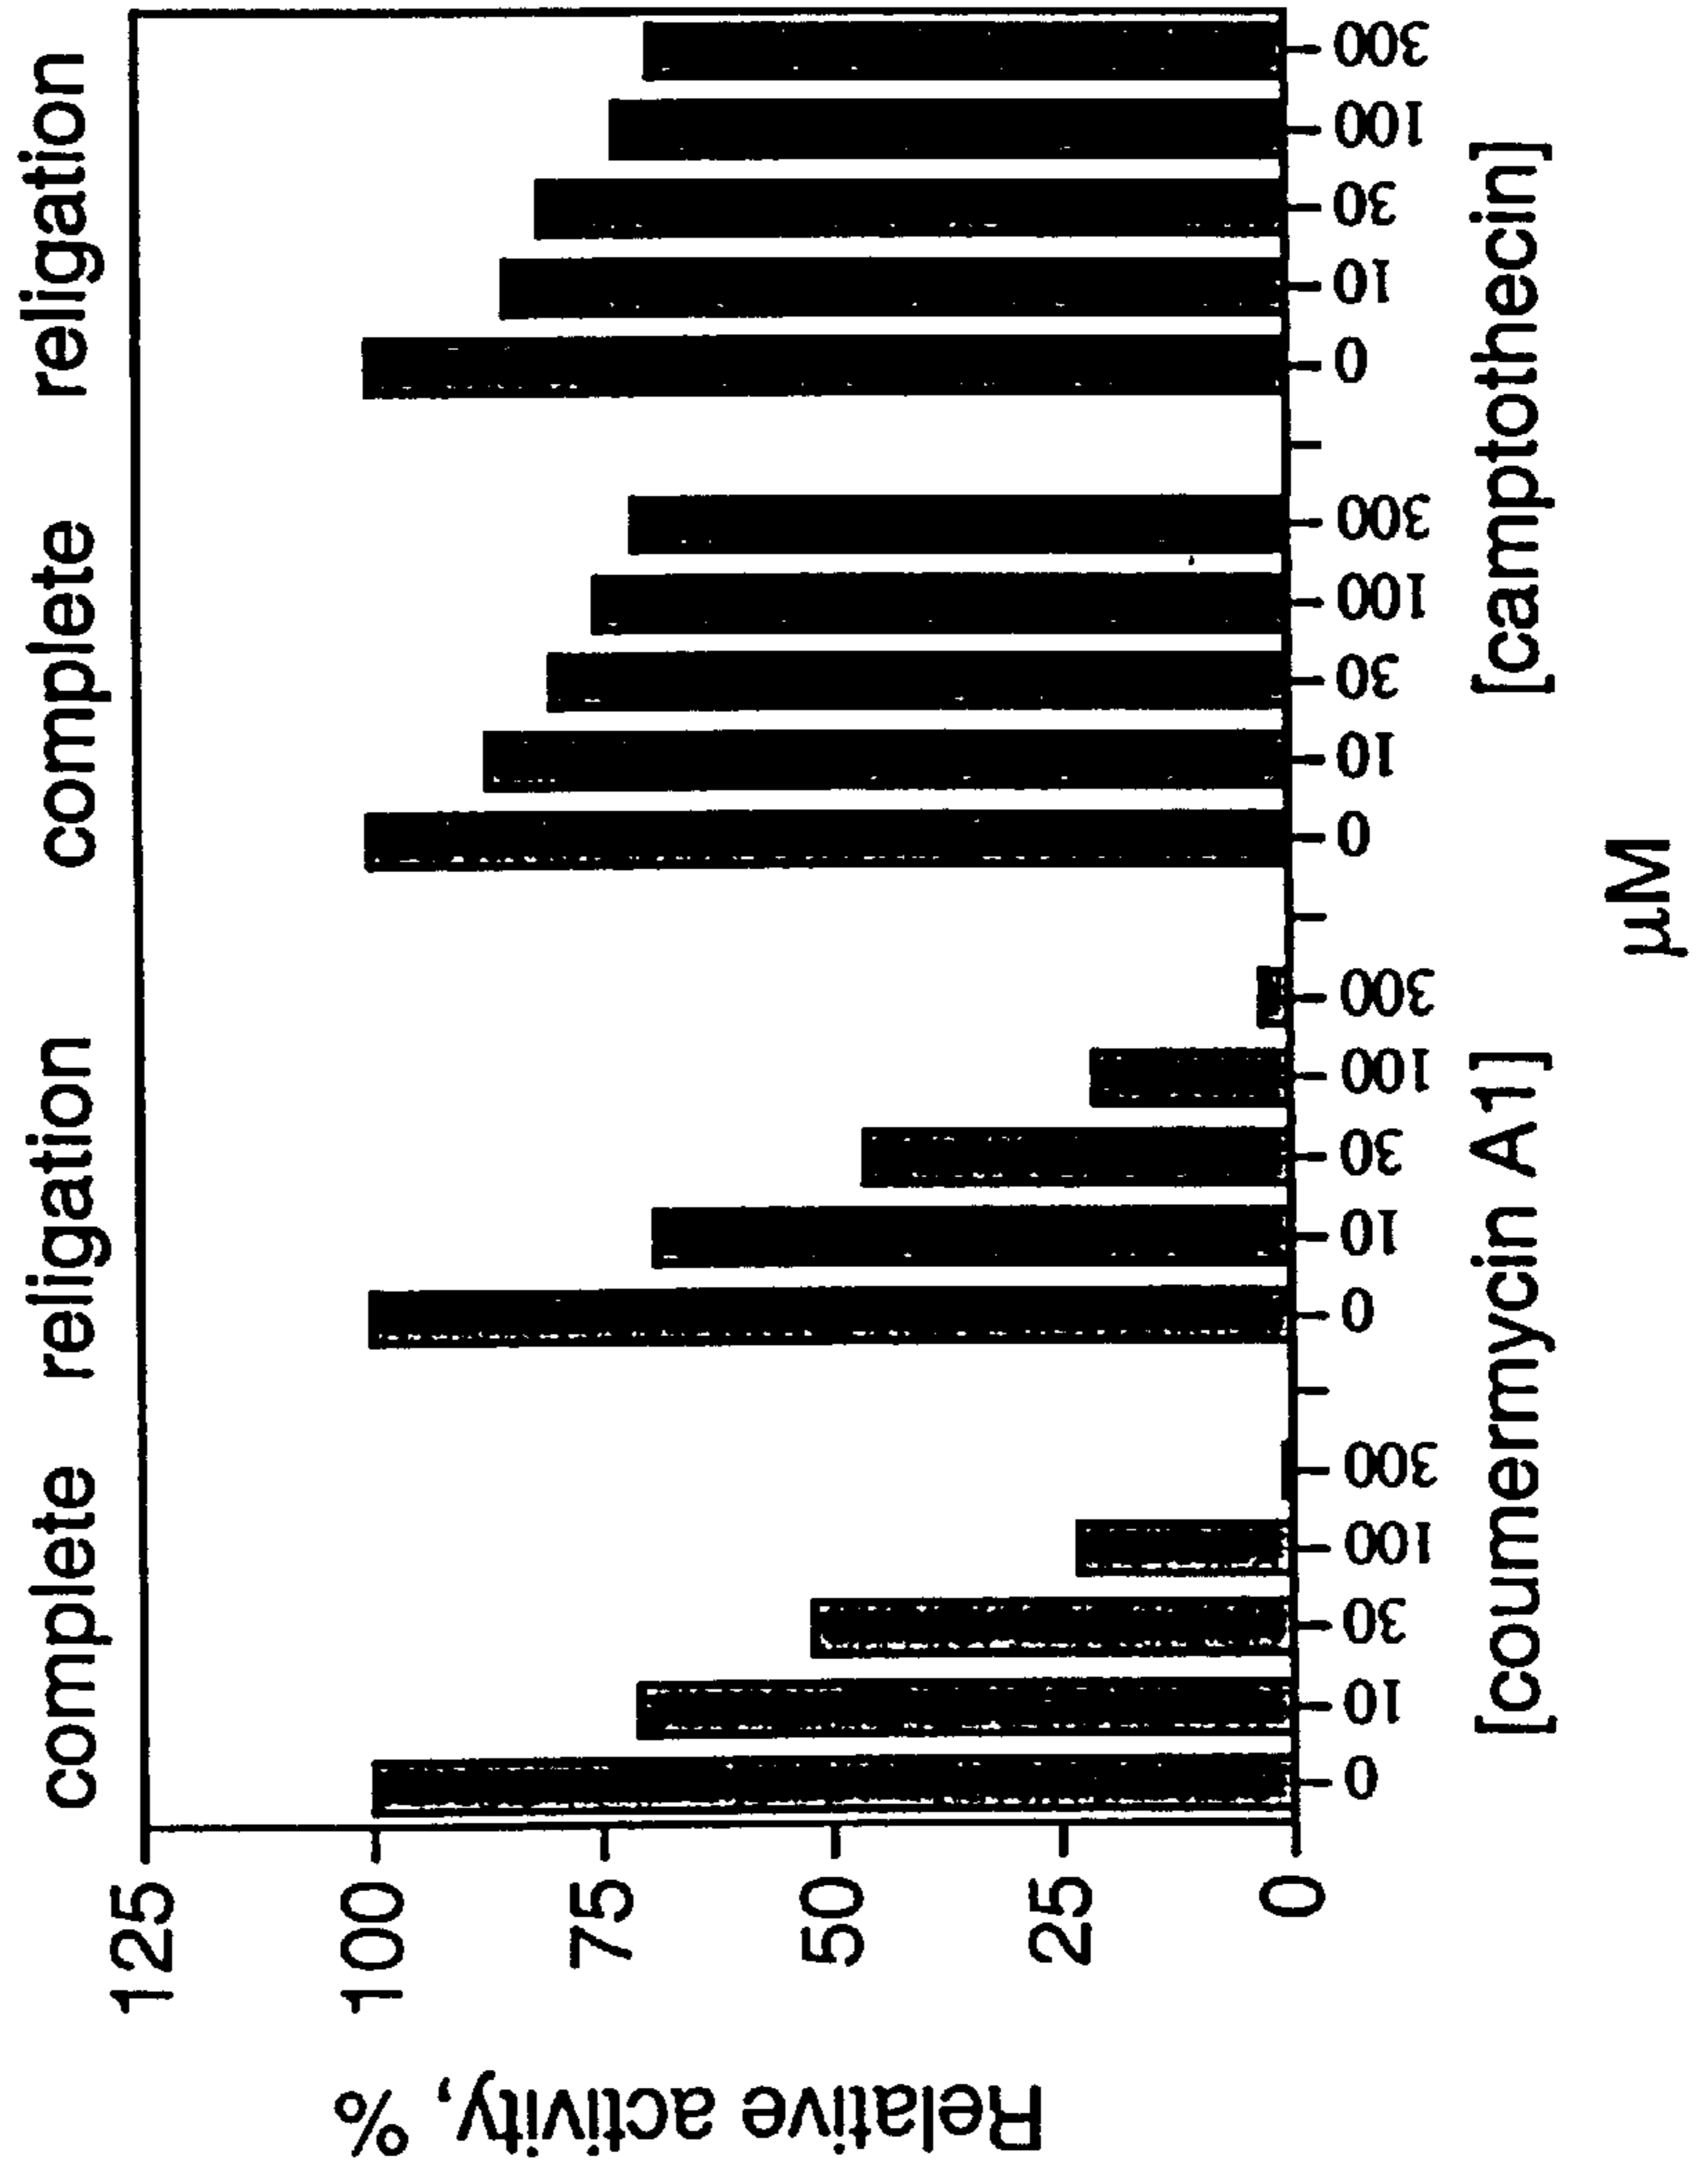 complete religation complete religation
Relative activity, %
125
100
75
50
25
0
0 10 30 100 300 0 10 30 100 300 0 10 30 100 300 0 10 30 100 300
[coumermycin A1] [camptothecin]
µM